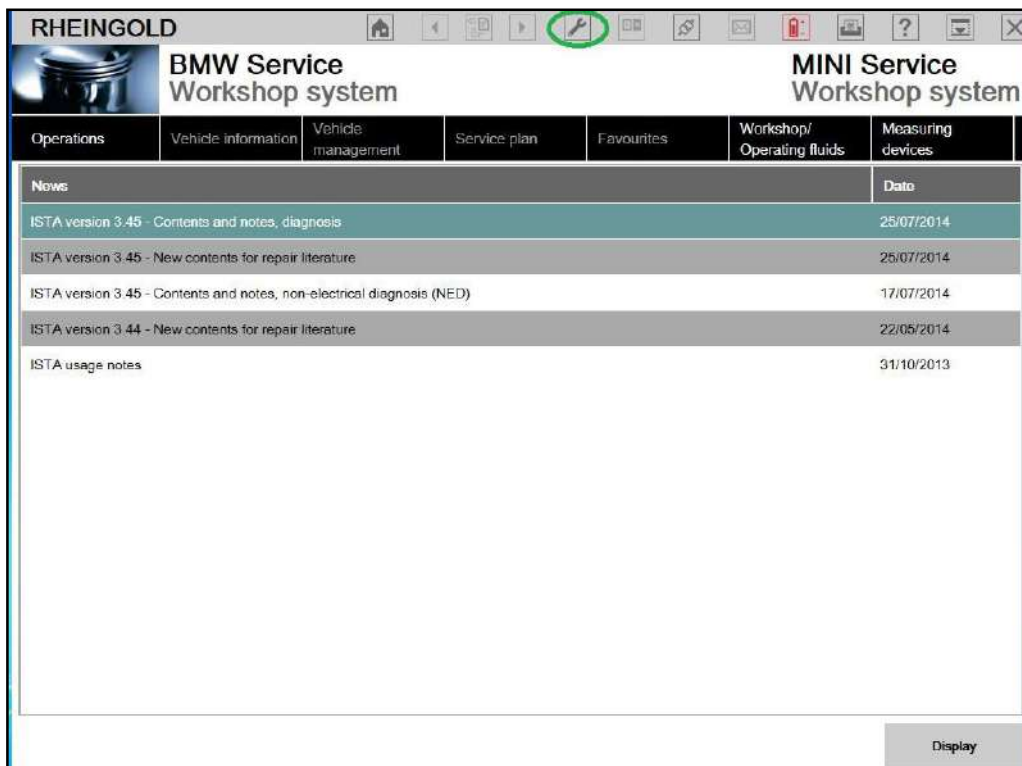 RHEINGOLD
BMW Service
Workshop system
MINI Service
Workshop system
Operations
Vehicle information
Vehicle
management
Service plan
Favourites
Workshop/
Operating fluids
Measuring
devices
News
Date
ISTA version 3.45 - Contents and notes, diagnosis
25/07/2014
ISTA version 3.45 - New contents for repair literature
25/07/2014
ISTA version 3.45 - Contents and notes, non-electrical diagnosis (NED)
17/07/2014
ISTA version 3.44 - New contents for repair literature
22/05/2014
ISTA usage notes
31/10/2013
Display